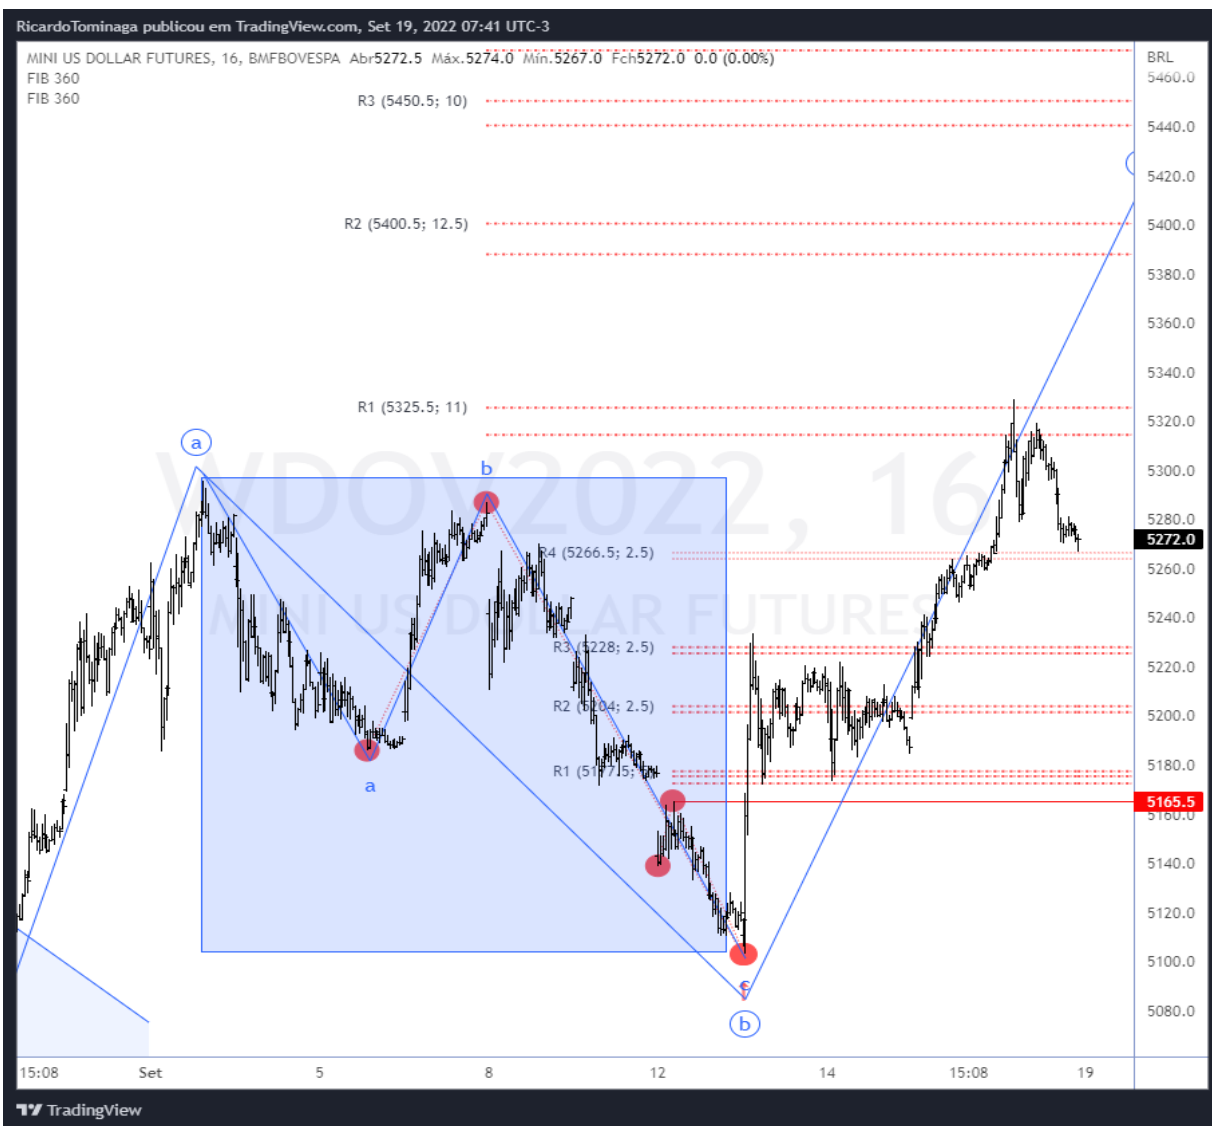 RicardoTominaga publicou em TradingView.com, Set 19, 2022 07:41 UTC-3
MINI US DOLLAR FUTURES, 16, BMFBOVESPA Abr5272.5 Máx.5274.0 Mín.5267.0 Fch5272.0 0.0 (0.00%)
BRL
FIB 360
FIB 360
5460.0
R3 (5450.5; 10)
5440.0
5420.0
R2 (5400.5; 12.5)
5400.0
5380.0
5360.0
5340.0
R1 (5325.5; 11)
5320.0
a
b
5300.0
WDOV2022, 16
5280.0
5272.0
R4 (5266.5; 2.5)
5260.0
MINI US DOLLAR FUTURES
5240.0
R3 (5228; 2.5)
5220.0
R2 (5204; 2.5)
5200.0
R1 (5177.5;
5180.0
a
5165.5
5160.0
5140.0
5120.0
5100.0
c
5080.0
b
15:08 Set 5 8 12 14 15:08 19
TradingView